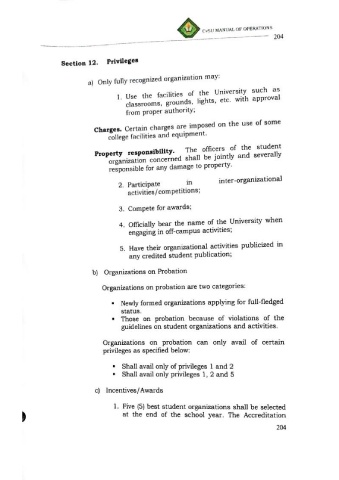 CvSU MANUAL OF OPERATIONS
204
Section 12. Privileges
a) Only fully recognized organization may:
1. Use the facilities of the University such as
classrooms, grounds, lights, etc. with approval
from proper authority;
Charges. Certain charges are imposed on the use of some
college facilities and equipment.
Property responsibility. The officers of the student
organization concerned shall be jointly and severally
responsible for any damage to property.
2. Participate in inter-organizational
activities/competitions;
3. Compete for awards;
4. Officially bear the name of the University when
engaging in off-campus activities;
5. Have their organizational activities publicized in
any credited student publication;
b) Organizations on Probation
Organizations on probation are two categories:
• Newly formed organizations applying for full-fledged
status.
• Those on probation because of violations of the
guidelines on student organizations and activities.
Organizations on probation can only avail of certain
privileges as specified below:
• Shall avail only of privileges 1 and 2
• Shall avail only privileges 1, 2 and 5
c) Incentives/Awards
1. Five (5) best student organizations shall be selected
at the end of the school year. The Accreditation
204